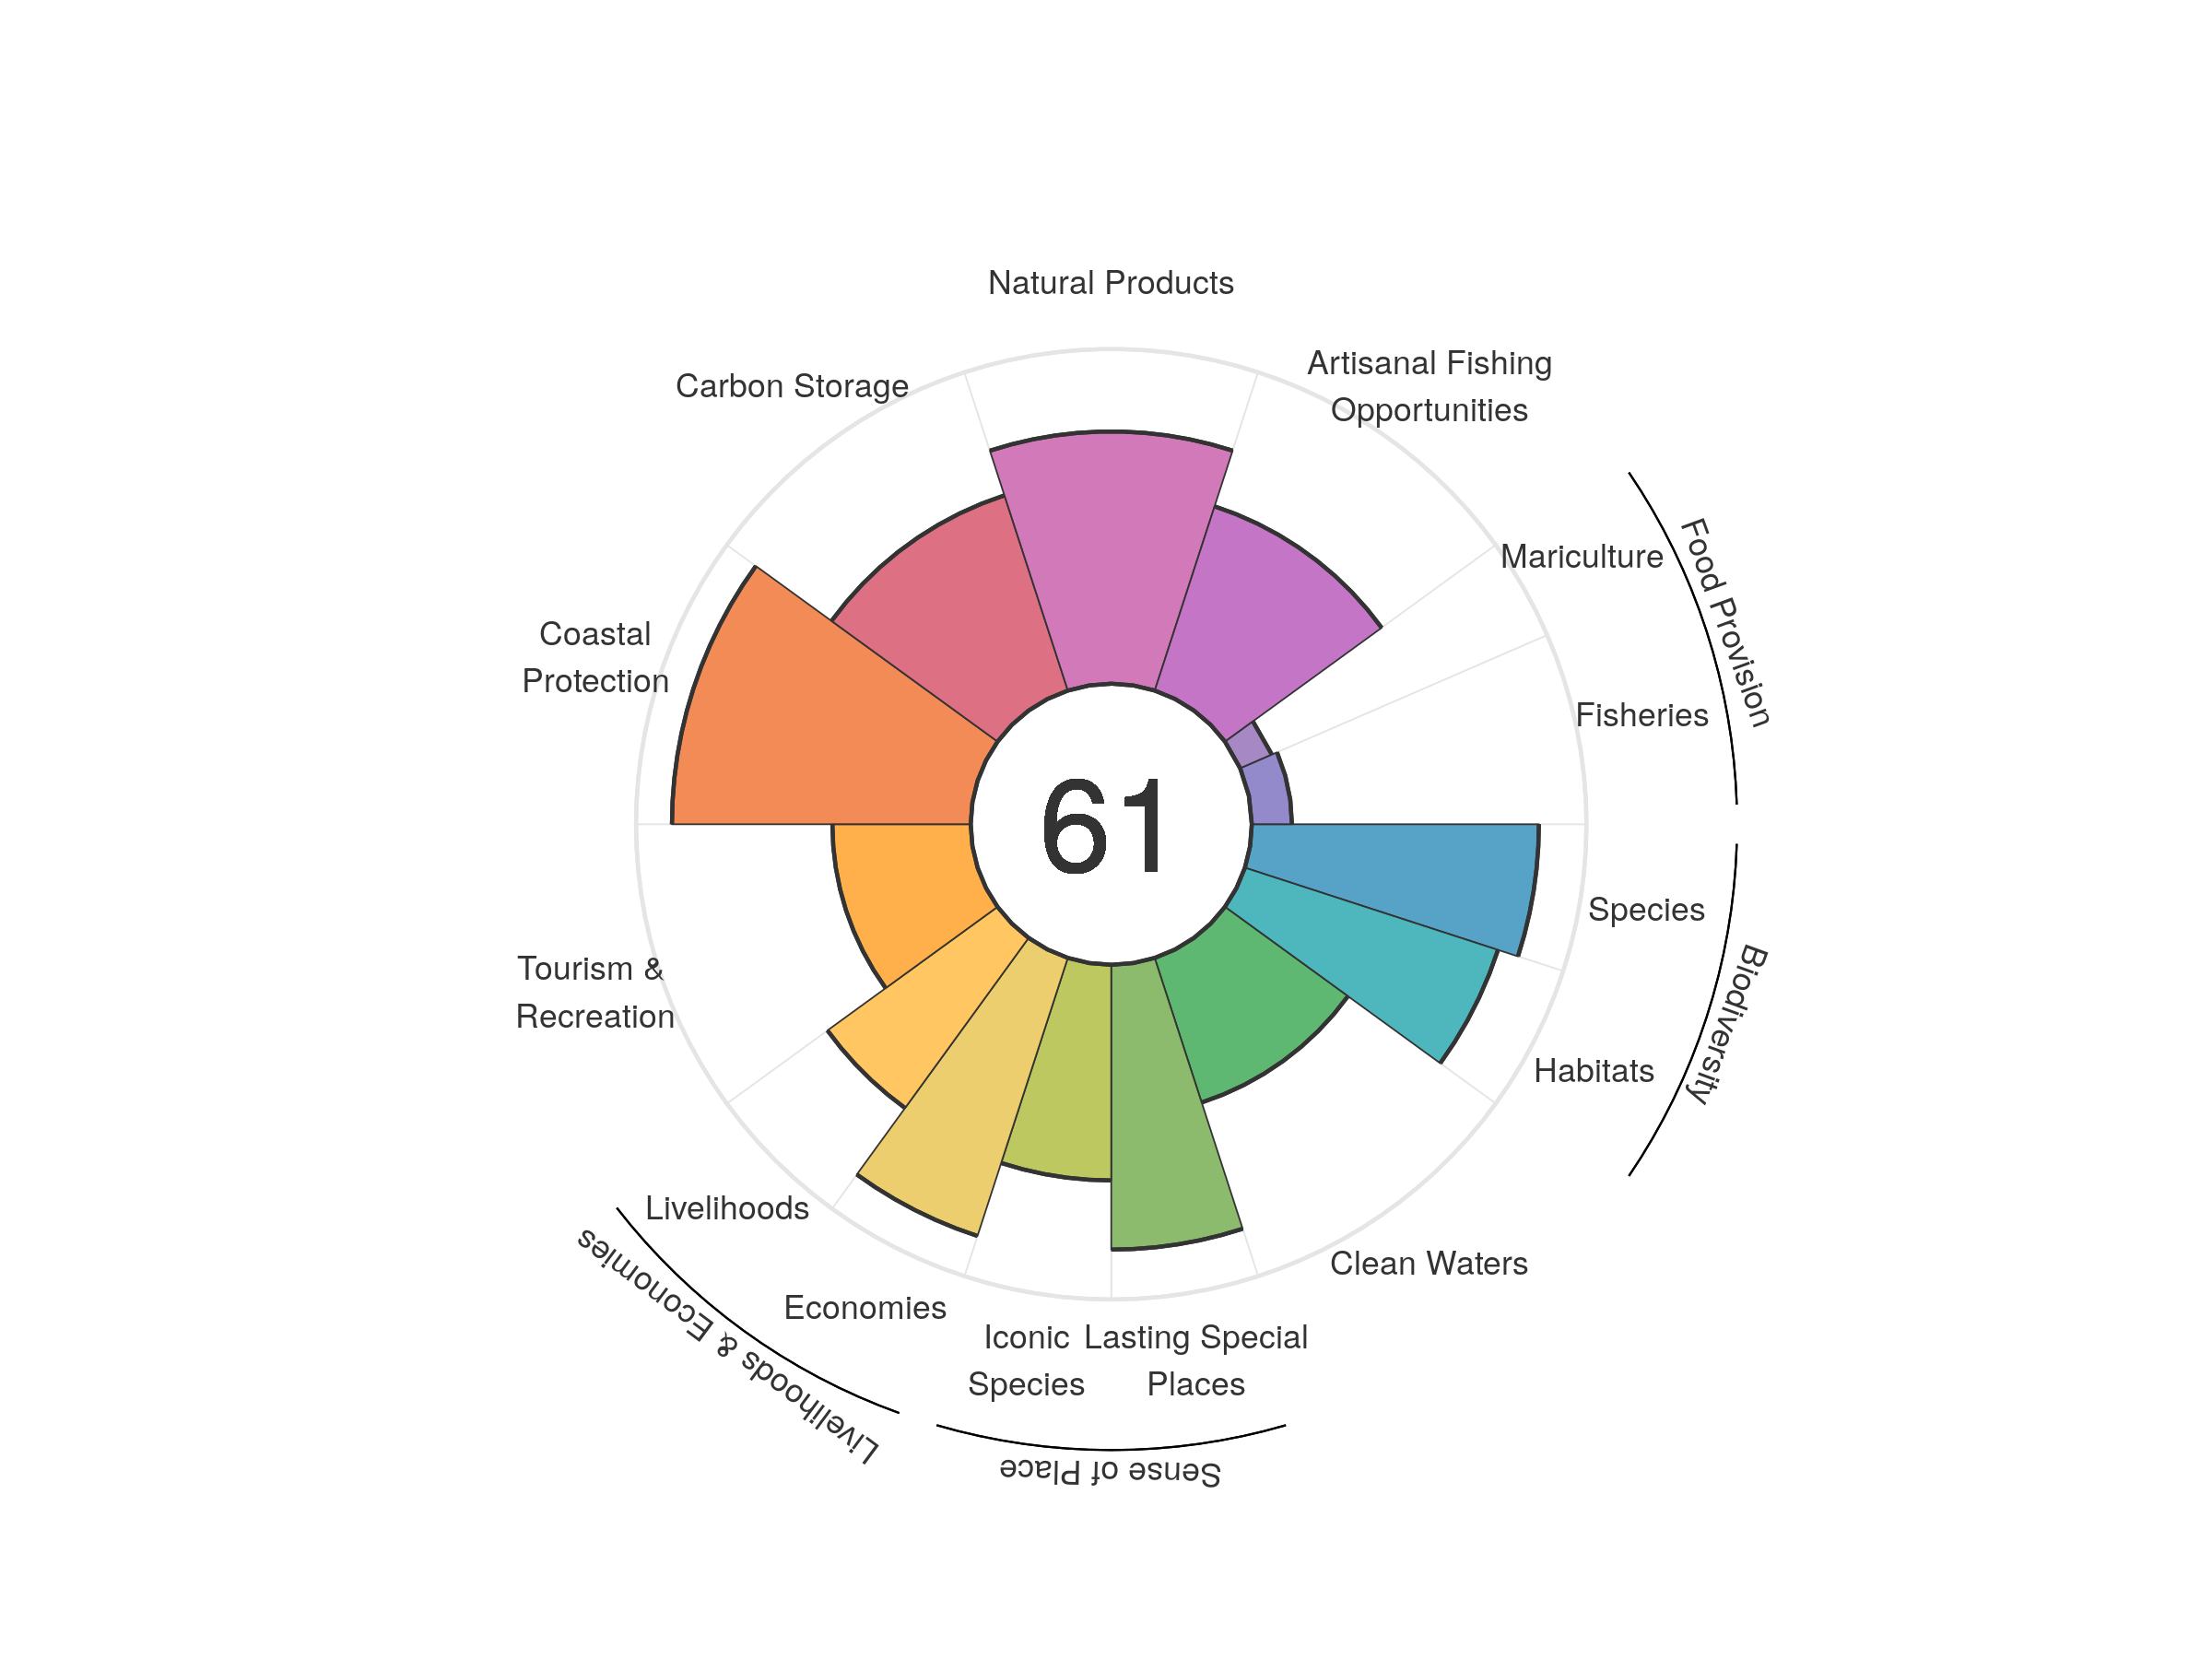 Natural Products
Artisanal Fishing
Opportunities
Carbon Storage
Mariculture
Food Provision
Coastal
Protection
Fisheries
61
Species
Biodiversity
Tourism &
Recreation
Habitats
Livelihoods
Clean Waters
Economies
Livelihoods & Economies
Iconic
Species
Lasting Special
Places
Sense of Place